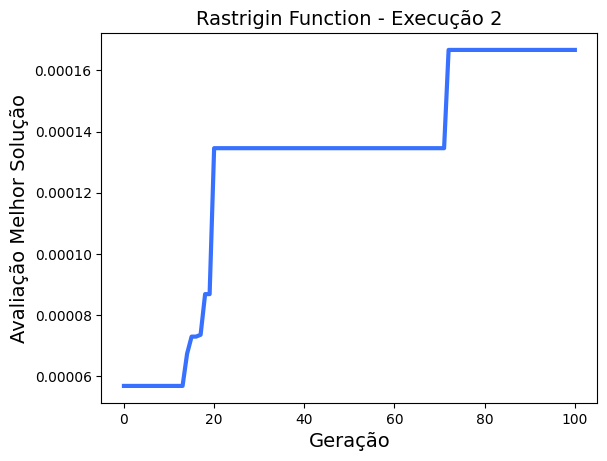 Rastrigin Function - Execução 2
Avaliação Melhor Solução
0.00016
0.00014
0.00012
0.00010
0.00008
0.00006
0 20 40 60 80 100
Geração